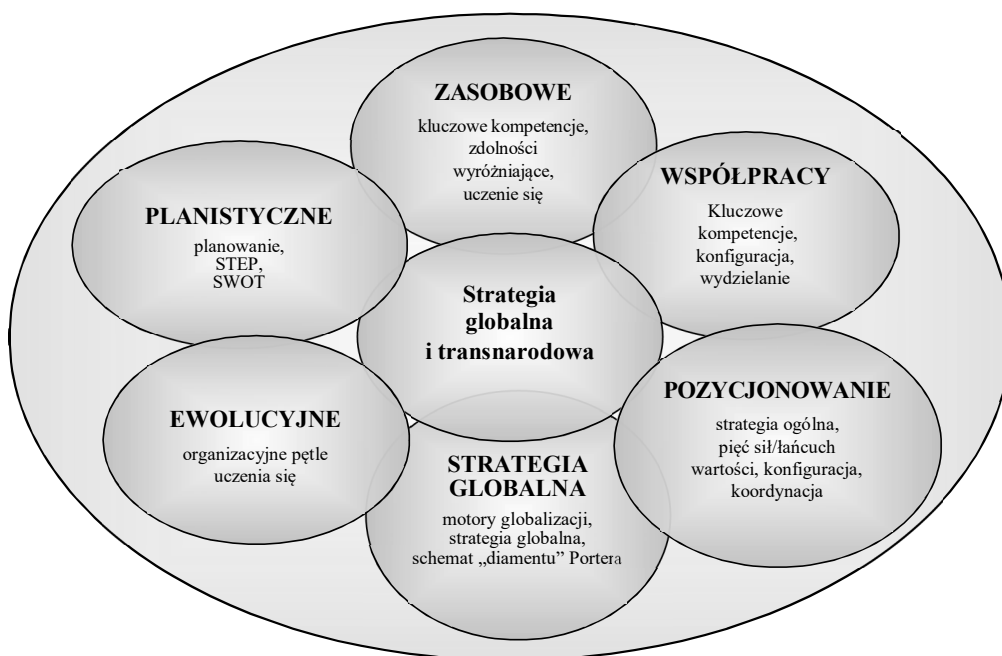 ZASOBOWE
kluczowe kompetencje,
zdolności
wyróżniające,
uczenie się
WSPÓŁPRACY
Kluczowe
kompetencje,
konfiguracja,
wydzielanie
PLANISTYCZNE
planowanie,
STEP,
SWOT
Strategia
globalna
i transnarodowa
EWOLUCYJNE
organizacyjne pętle
uczenia się
POZYCJONOWANIE
strategia ogólna,
pięć sił/łańcuch
wartości, konfiguracja,
koordynacja
STRATEGIA
GLOBALNA
motory globalizacji,
strategia globalna,
schemat „diamentu” Portera